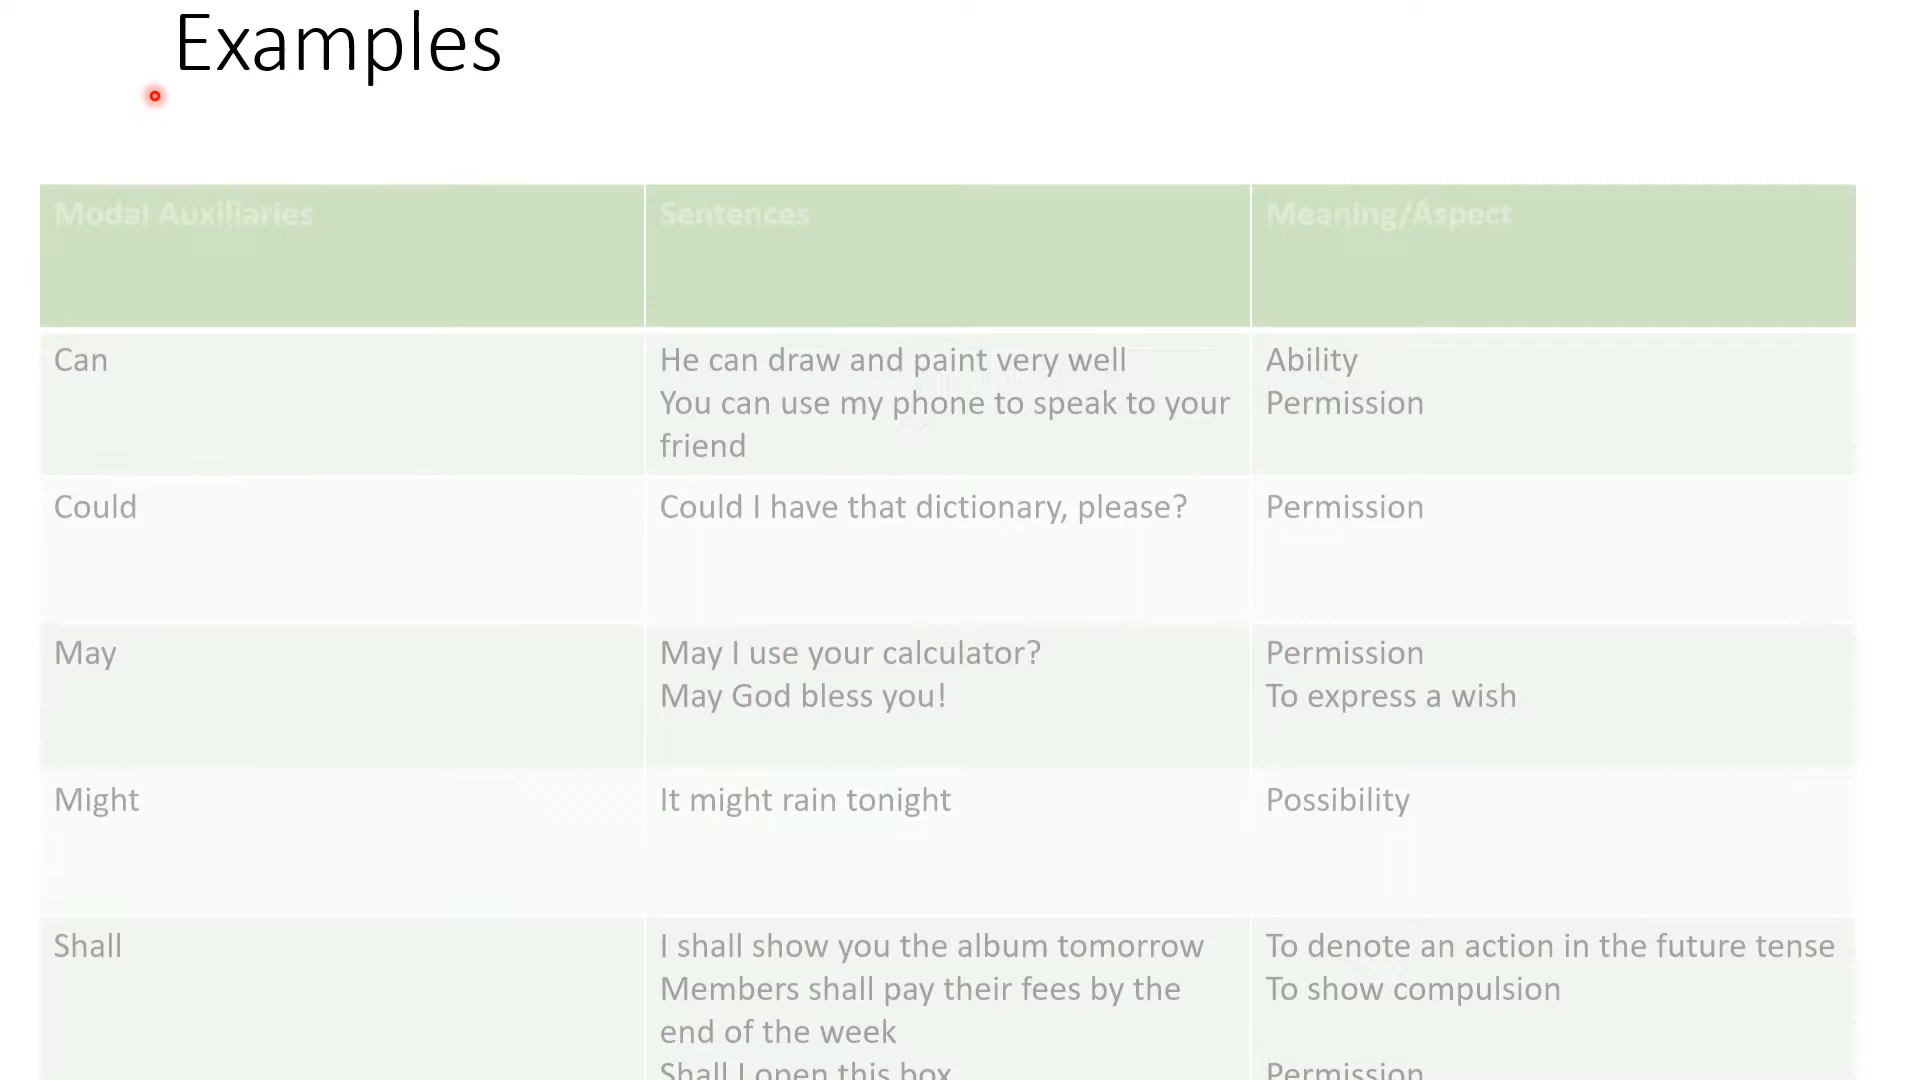 Examples
Modal Auxiliaries
Sentences
Meaning/Aspect
Can
He can draw and paint very well
You can use my phone to speak to your
friend
Ability
Permission
Could
Could I have that dictionary, please?
Permission
May
May I use your calculator?
May God bless you!
Permission
To express a wish
Might
It might rain tonight
Possibility
Shall
I shall show you the album tomorrow
Members shall pay their fees by the
end of the week
Shall I open this box
To denote an action in the future tense
To show compulsion
Permission